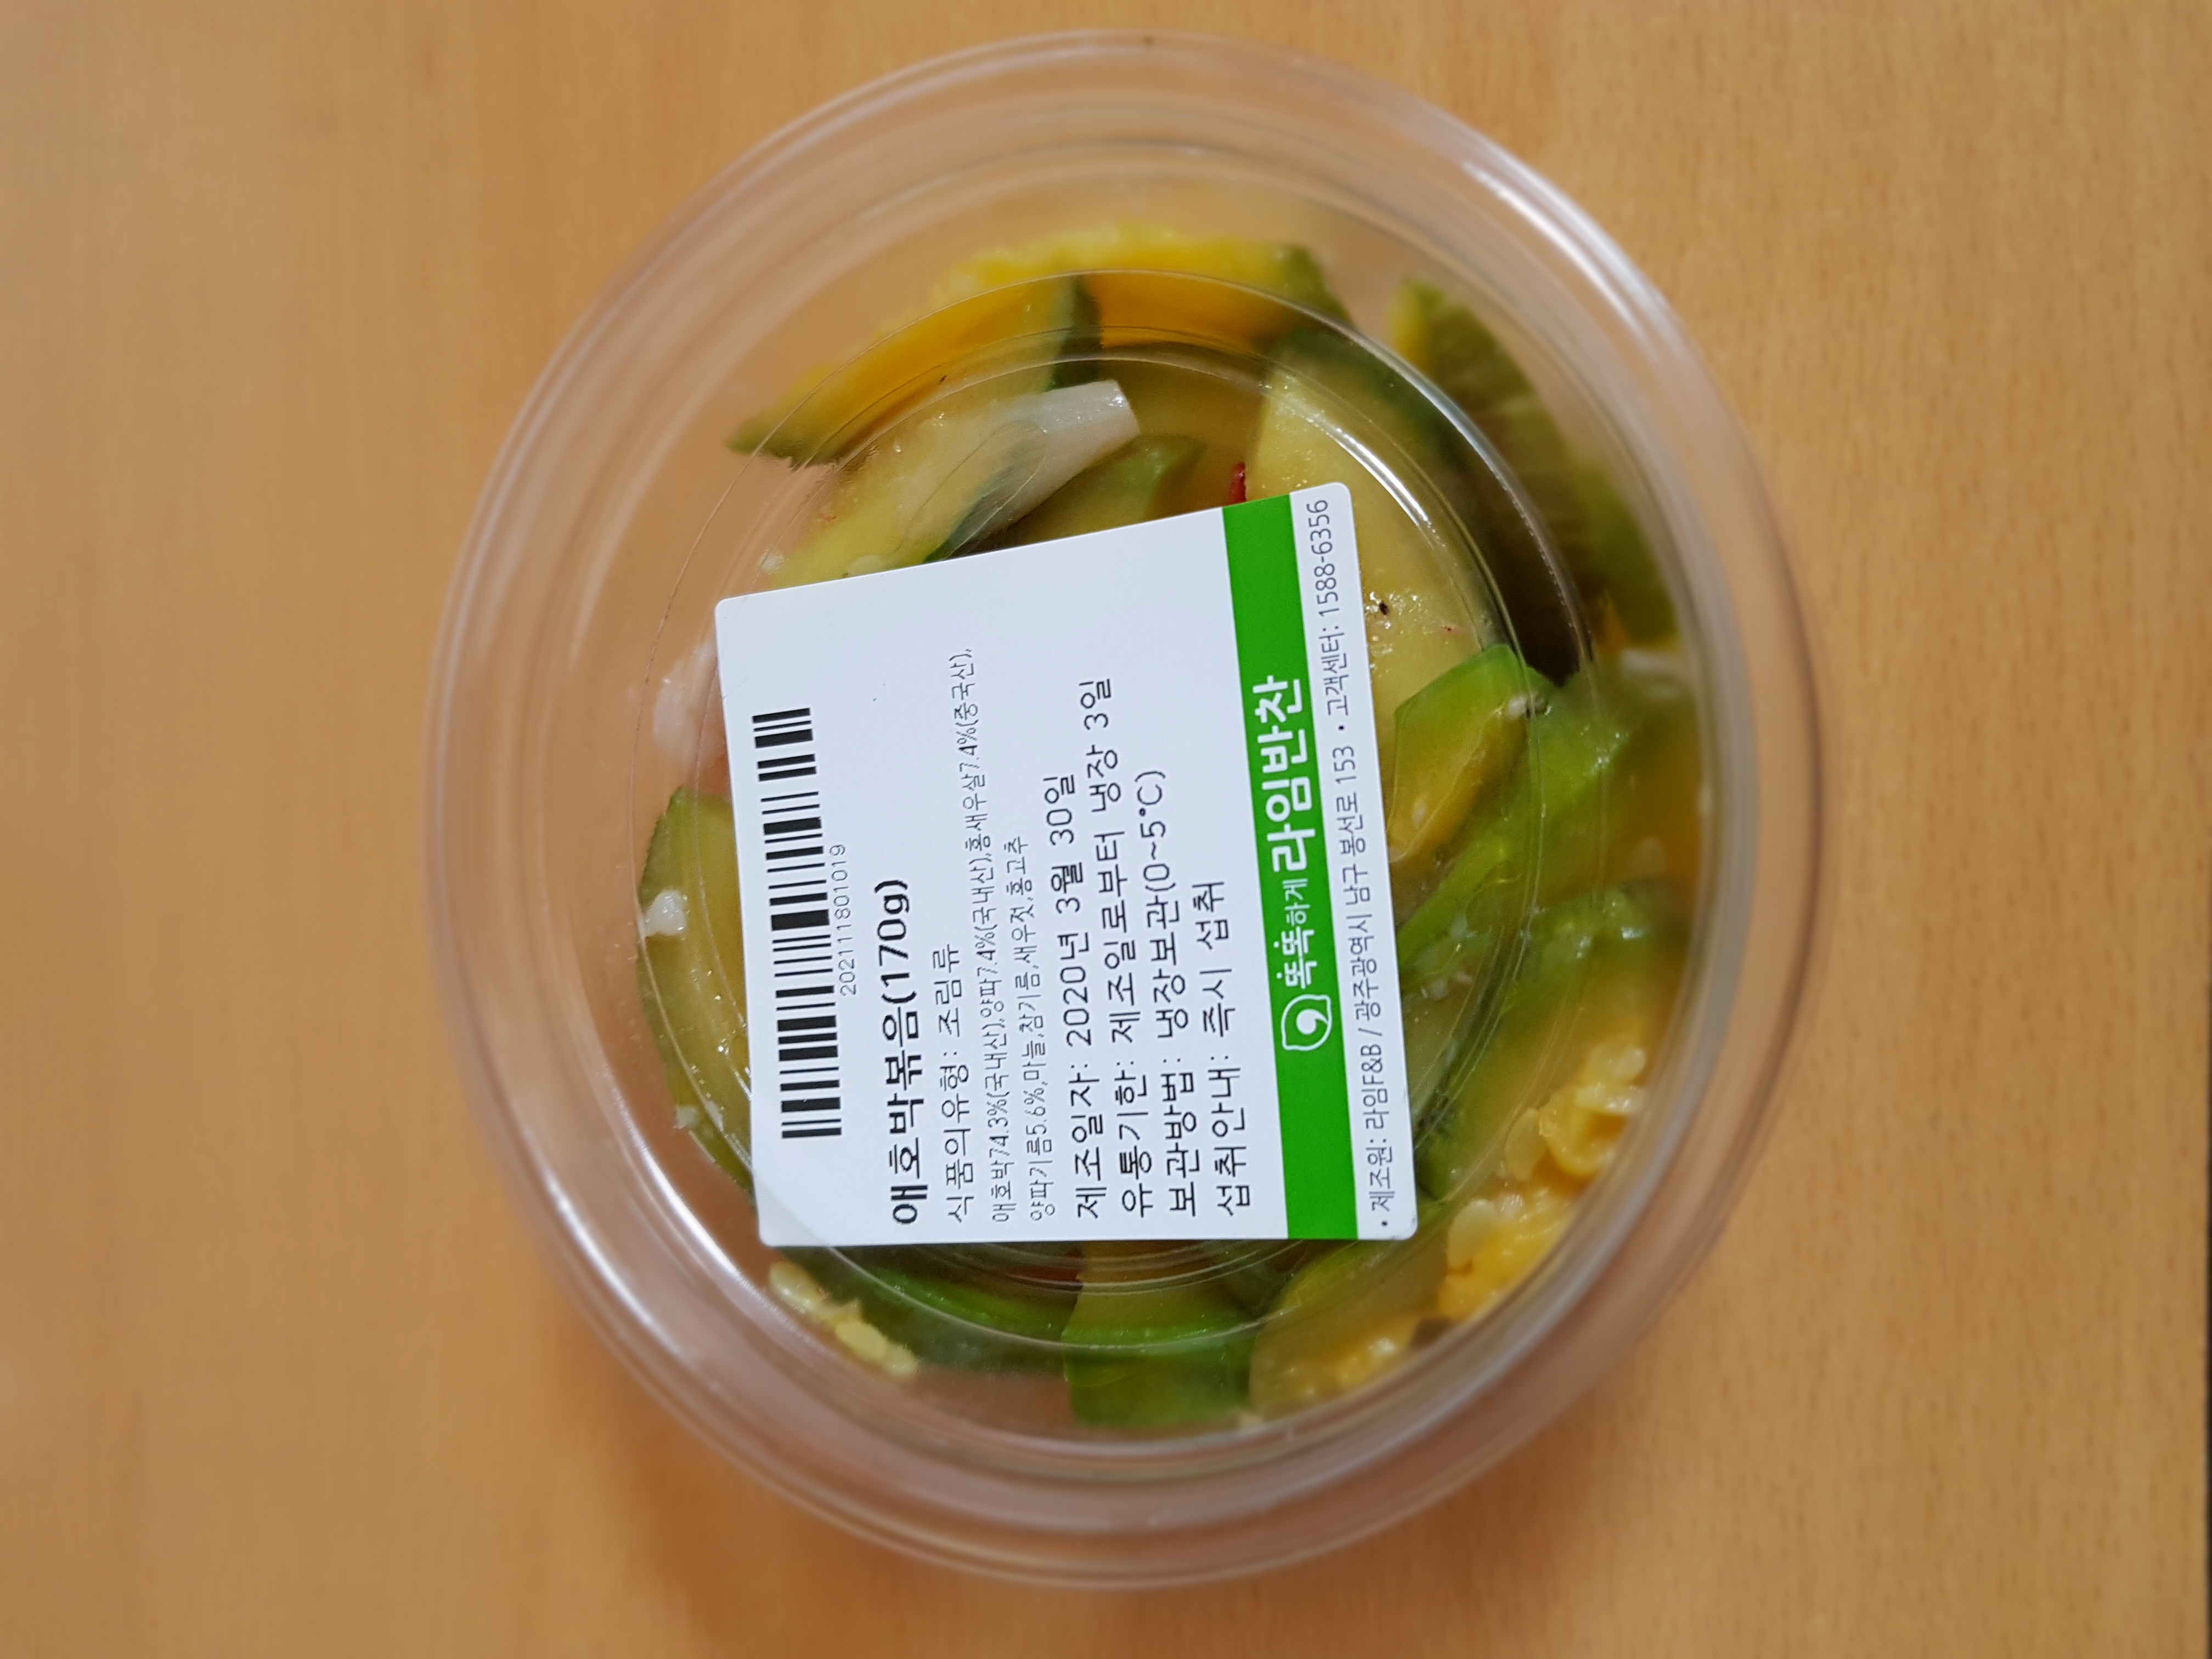 202111801019
애호박볶음(170g)
식품의유형: 조림류
애호박74.3%(국내산),양파7.4%(국내산),홍새우살7.4%(중국산),
양파기름5.6%,마늘,참기름,새우젓,홍고추
제조일자: 2020년 3월 30일
유통기한: 제조일로부터 냉장 3일
보관방법: 냉장보관(0~5°C)
섭취안내: 즉시 섭취
똑똑하게 라임반찬
• 제조원: 라임F&B / 광주광역시 남구 봉선로 153 • 고객센터: 1588-6356